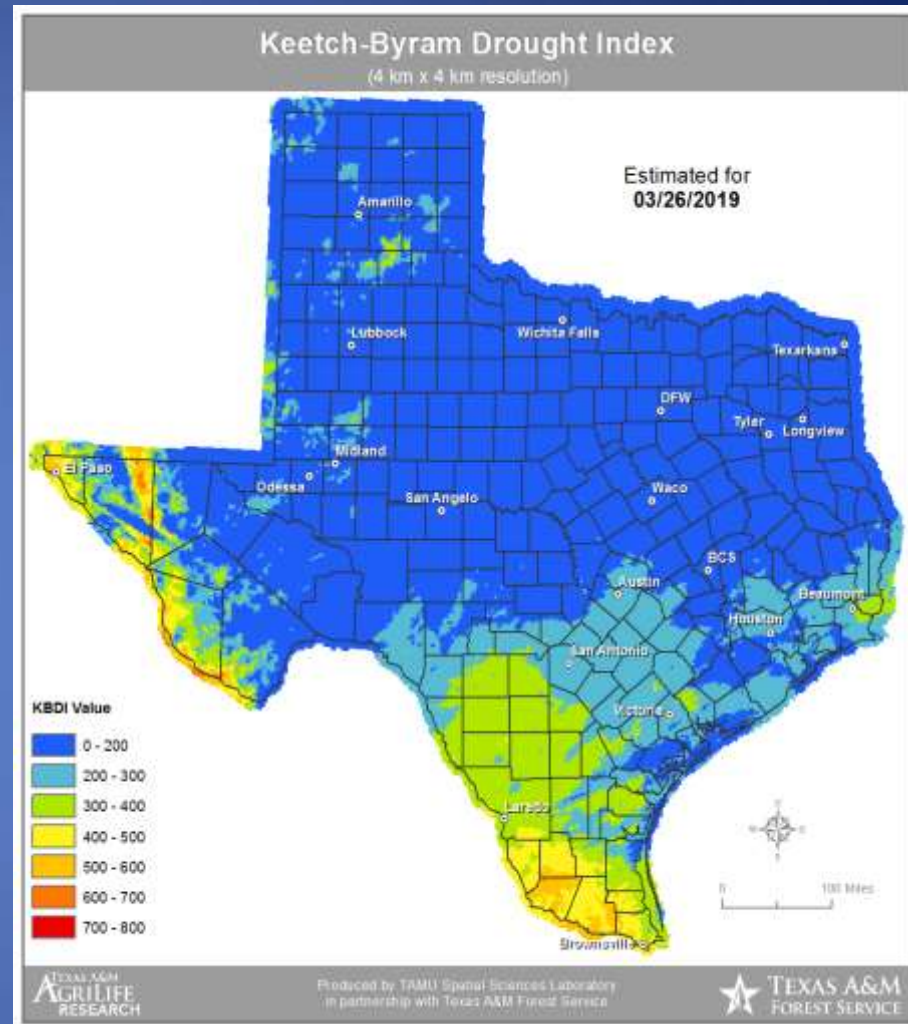 Keetch-Byram Drought Index
(4 km x 4 km resolution)
Estimated for
03/26/2019
Amarillo
Lubbock
Wichita Falls
Texarkana
DFW
Tyler
Longview
El Paso
Midland
Odessa
San Angelo
Waco
BCS
Austin
Beaumont
Houston
San Antonio
Victoria
Laredo
Brownsville
KBDI Value
0 - 200
200 - 300
300 - 400
400 - 500
500 - 600
600 - 700
700 - 800
0 100 Miles
TEXAS A&M
AGRILIFE
RESEARCH
Produced by TAMU Spatial Sciences Laboratory
in partnership with Texas A&M Forest Service
TEXAS A&M
FOREST SERVICE